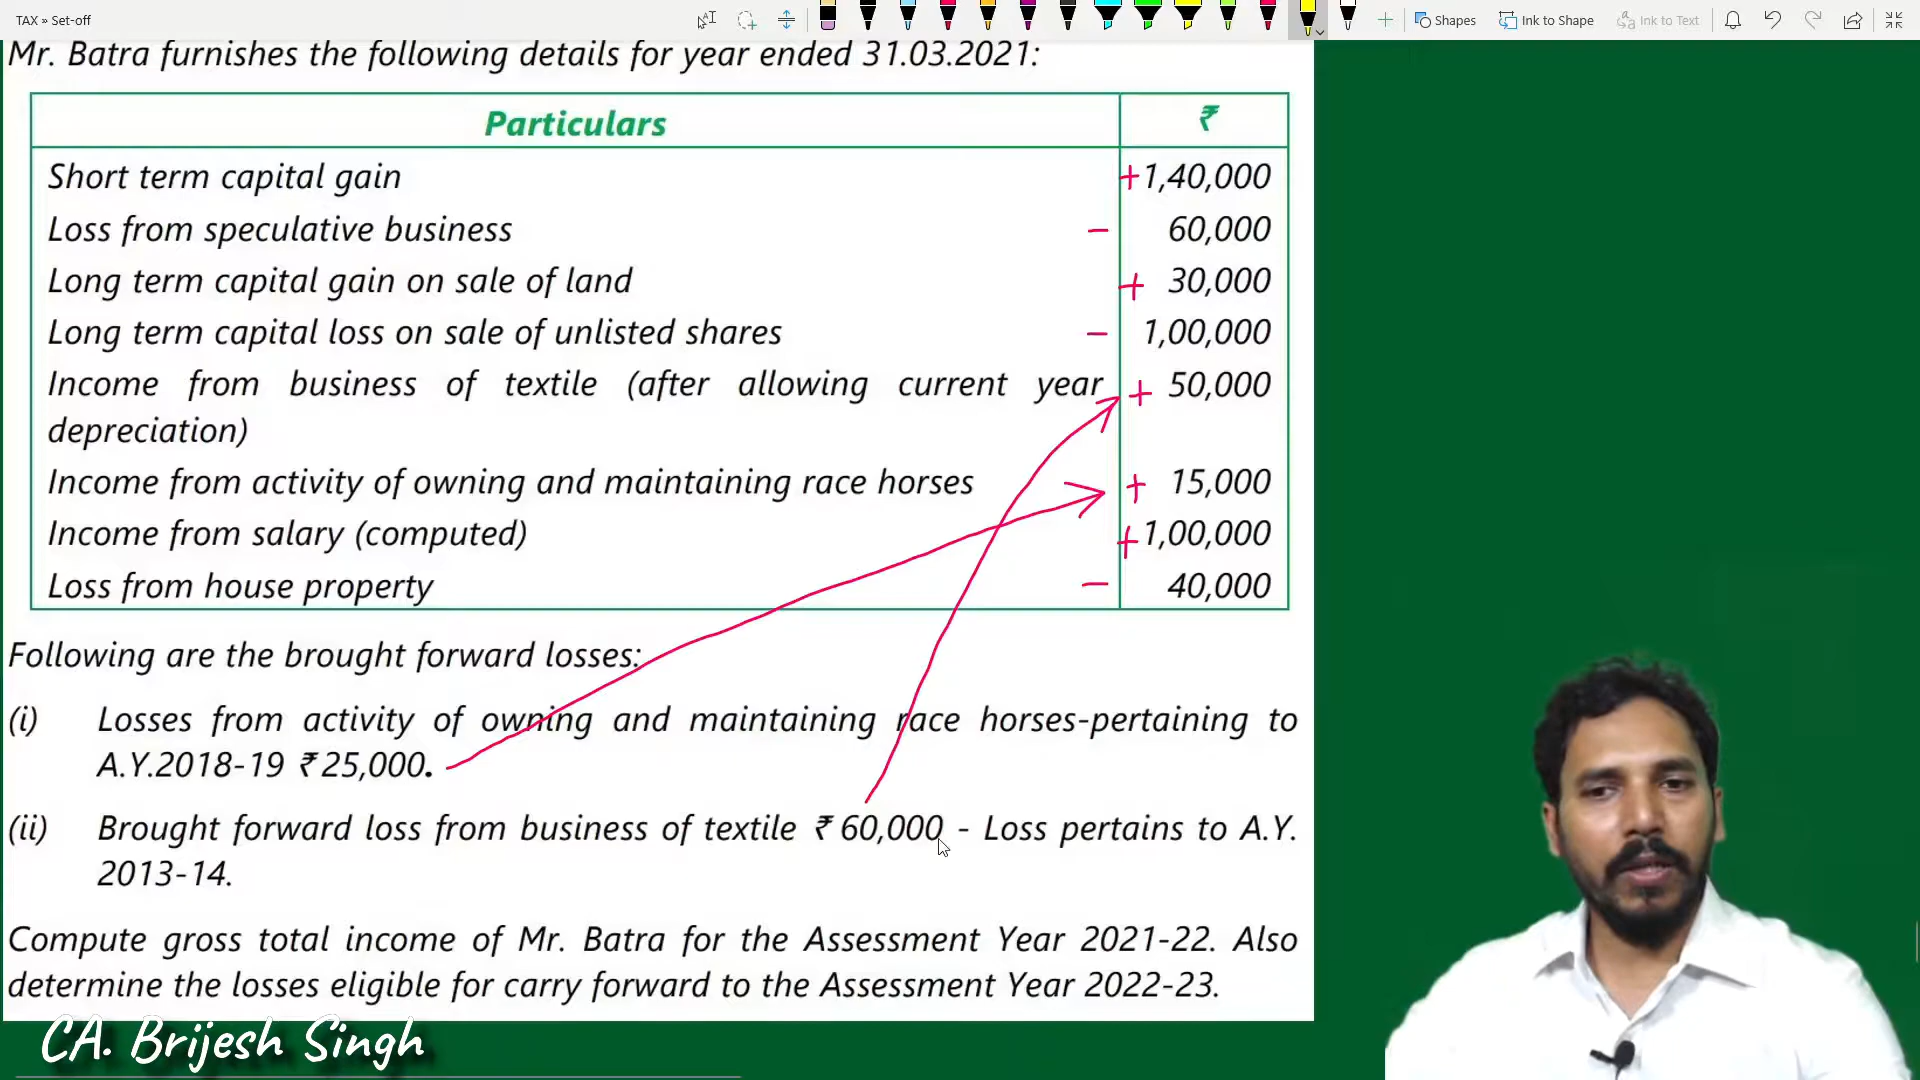 TAX » Set-off
Shapes
Ink to Shape
Ink to Text
Mr. Batra furnishes the following details for year ended 31.03.2021:
Particulars ₹
Short term capital gain + 1,40,000
Loss from speculative business - 60,000
Long term capital gain on sale of land + 30,000
Long term capital loss on sale of unlisted shares - 1,00,000
Income from business of textile (after allowing current year + 50,000
depreciation)
Income from activity of owning and maintaining race horses + 15,000
Income from salary (computed) + 1,00,000
Loss from house property - 40,000
Following are the brought forward losses:
(i) Losses from activity of owning and maintaining race horses-pertaining to
A.Y.2018-19 ₹ 25,000.
(ii) Brought forward loss from business of textile ₹ 60,000 - Loss pertains to A.Y.
2013-14.
Compute gross total income of Mr. Batra for the Assessment Year 2021-22. Also
determine the losses eligible for carry forward to the Assessment Year 2022-23.
CA. Brijesh Singh